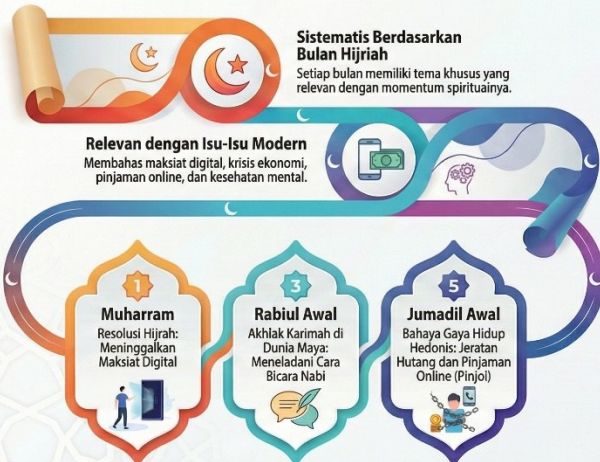 Sistematis Berdasarkan
Bulan Hijriah
Setiap bulan memiliki tema khusus yang
relevan dengan momentum spirituainya.
Relevan dengan Isu-Isu Modern
Membahas maksiat digital, krisis ekonomi,
pinjaman online, dan kesehatan mental.
1
Muharram
Resolusi Hijrah:
Meninggalkan
Maksiat Digital
3
Rabiul Awal
Akhlak Karimah di
Dunia Maya:
Meneladani Cara
Bicara Nabi
5
Jumadil Awal
Bahaya Gaya Hidup
Hedonis: Jeratan
Hutang dan Pinjaman
Online (Pinjol)